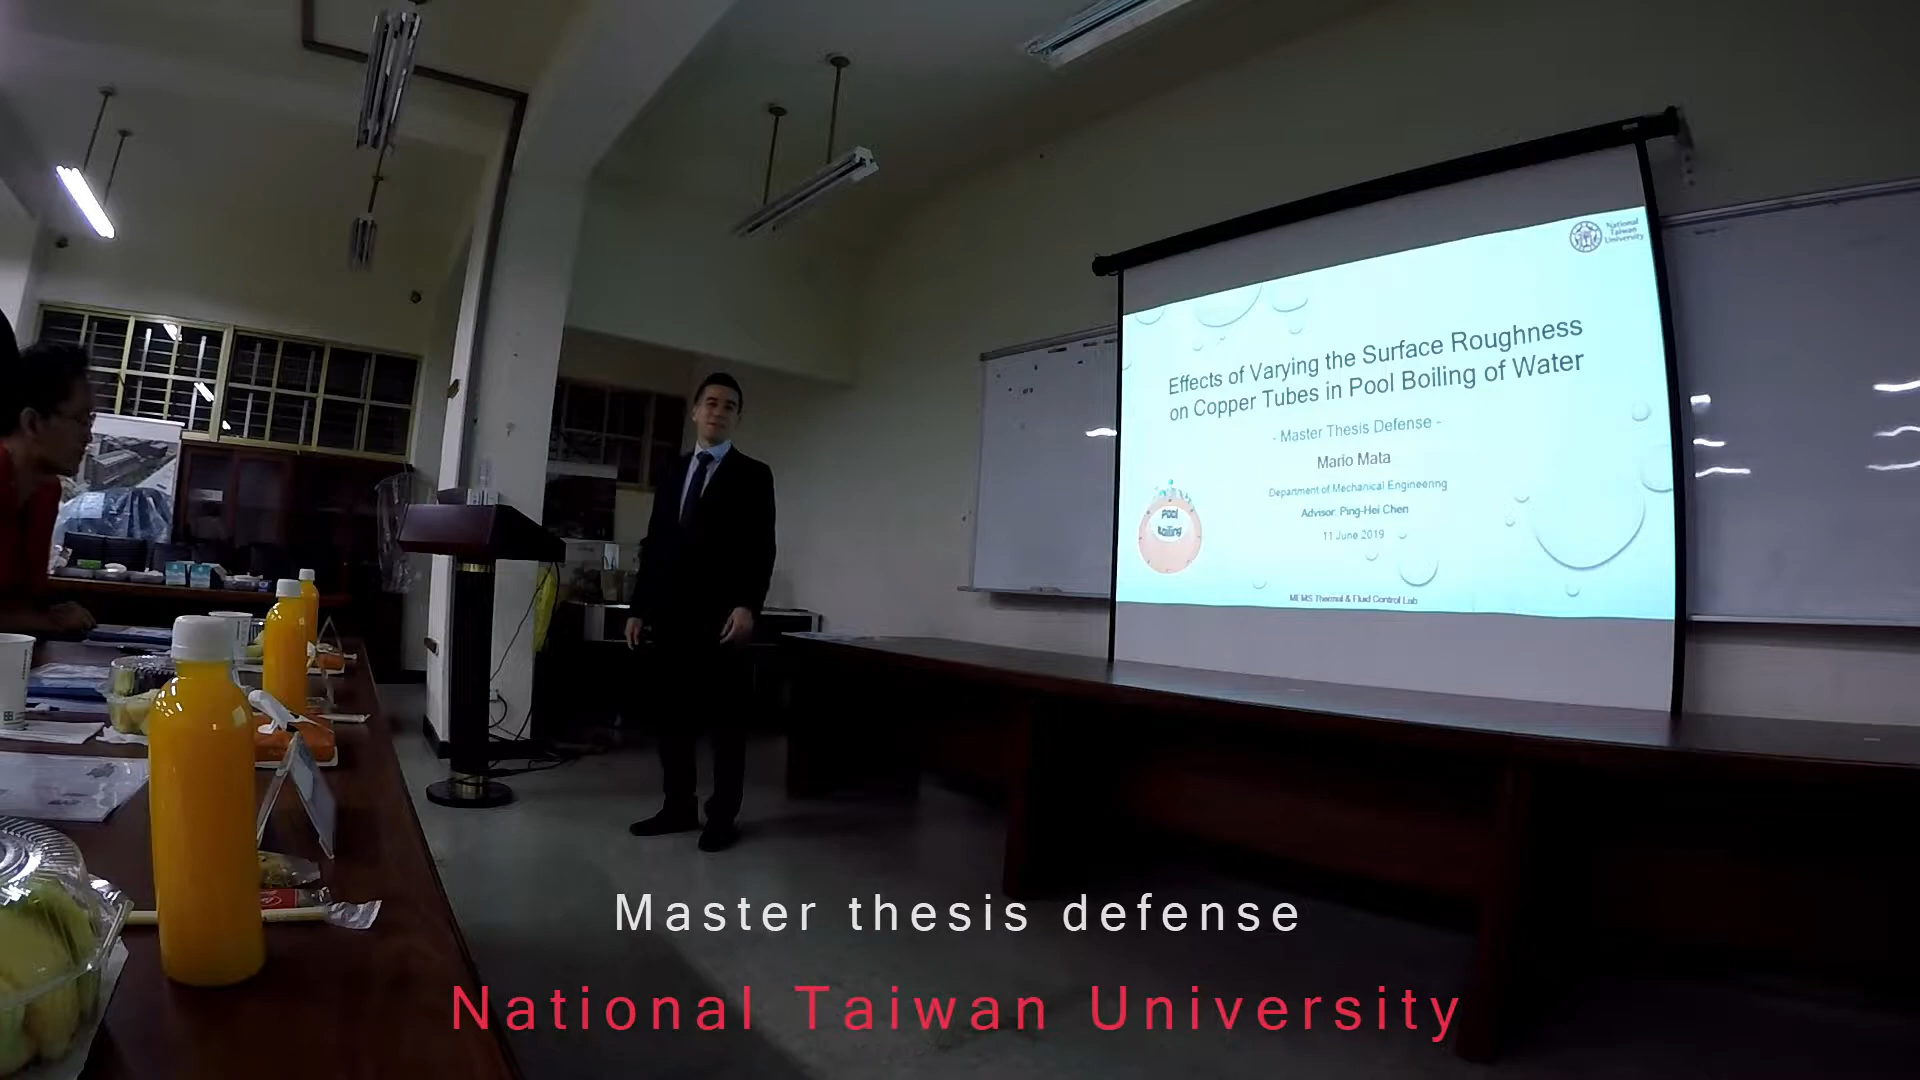 National
Taiwan
University
Effects of Varying the Surface Roughness
on Copper Tubes in Pool Boiling of Water
- Master Thesis Defense -
Mario Mata
Department of Mechanical Engineering
Advisor: Ping-Hei Chen
11 June 2019
Pool
Boiling
MEMS Thermal & Fluid Control Lab
Master thesis defense
National Taiwan University